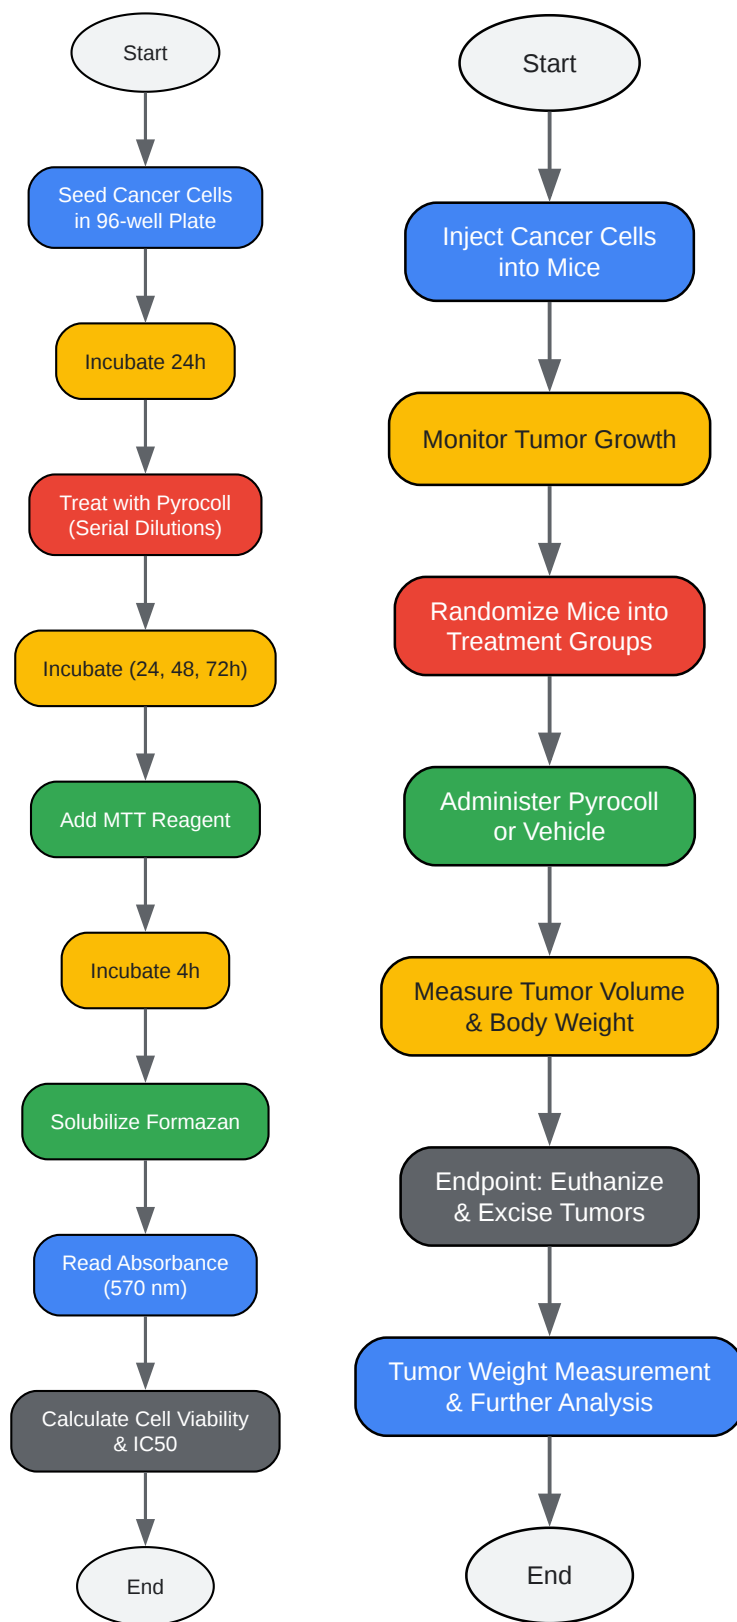 Start
Seed Cancer Cells
in 96-well Plate
Incubate 24h
Treat with Pyrocoll
(Serial Dilutions)
Incubate (24, 48, 72h)
Add MTT Reagent
Incubate 4h
Solubilize Formazan
Read Absorbance
(570 nm)
Calculate Cell Viability
& IC50
End
Start
Inject Cancer Cells
into Mice
Monitor Tumor Growth
Randomize Mice into
Treatment Groups
Administer Pyrocoll
or Vehicle
Measure Tumor Volume
& Body Weight
Endpoint: Euthanize
& Excise Tumors
Tumor Weight Measurement
& Further Analysis
End